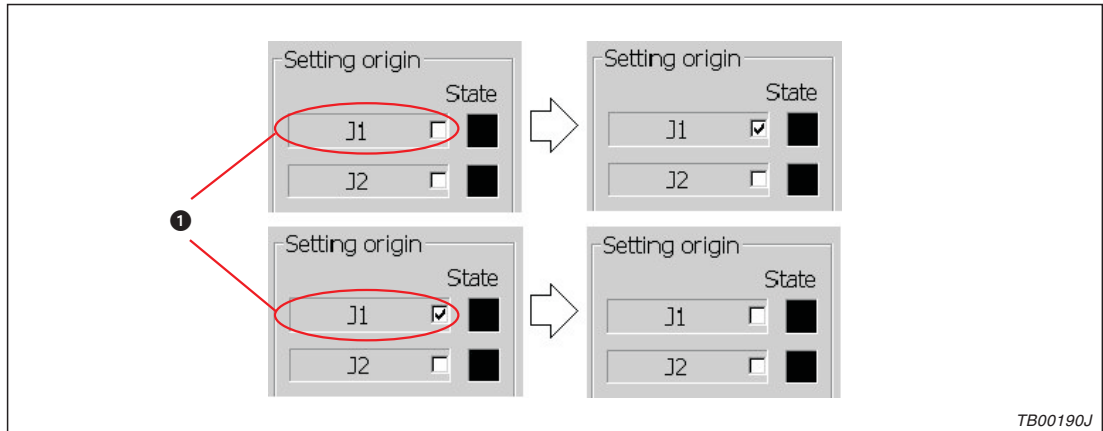 Setting origin
State
J1
J2
Setting origin
State
J1
J2
❶
Setting origin
State
J1
J2
Setting origin
State
J1
J2
TB00190J